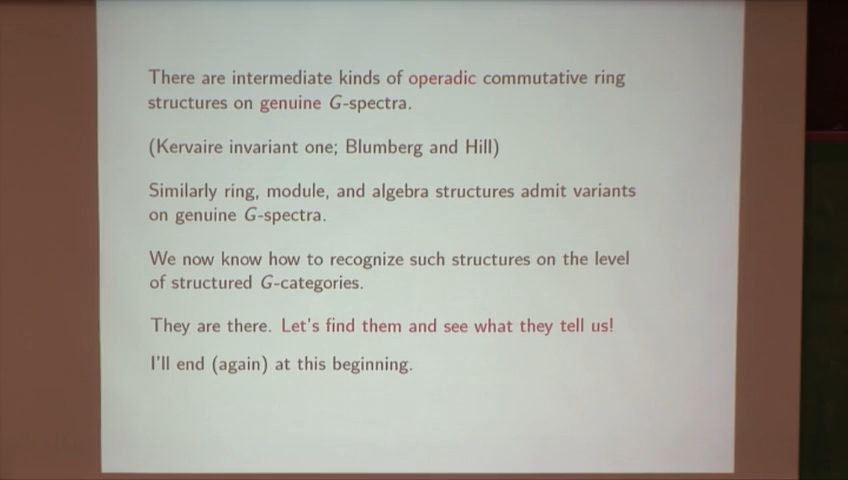 There are intermediate kinds of operadic commutative ring
structures on genuine G-spectra.
(Kervaire invariant one; Blumberg and Hill)
Similarly ring, module, and algebra structures admit variants
on genuine G-spectra.
We now know how to recognize such structures on the level
of structured G-categories.
They are there. Let's find them and see what they tell us!
I'll end (again) at this beginning.